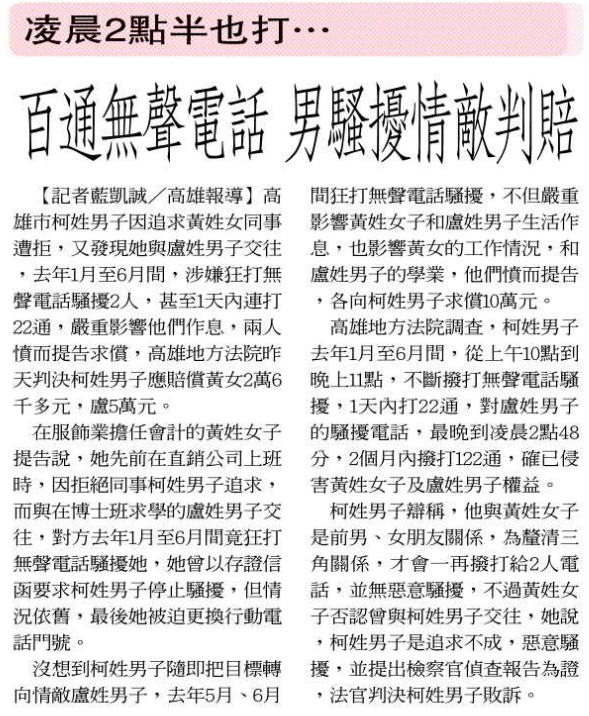 凌晨2點半也打…
百通無聲電話 男騷擾情敵判賠
【記者藍凱誠／高雄報導】高
雄市柯姓男子因追求黃姓女同事
遭拒，又發現她與盧姓男子交往
，去年1月至6月間，涉嫌狂打無
聲電話騷擾2人，甚至1天內連打
22通，嚴重影響他們作息，兩人
憤而提告求償，高雄地方法院昨
天判決柯姓男子應賠償黃女2萬6
千多元，盧5萬元。
在服飾業擔任會計的黃姓女子
提告說，她先前在直銷公司上班
時，因拒絕同事柯姓男子追求，
而與在博士班求學的盧姓男子交
往，對方去年1月至6月間竟狂打
無聲電話騷擾她，她曾以存證信
函要求柯姓男子停止騷擾，但情
況依舊，最後她被迫更換行動電
話門號。
沒想到柯姓男子隨即把目標轉
向情敵盧姓男子，去年5月、6月
間狂打無聲電話騷擾，不但嚴重
影響黃姓女子和盧姓男子生活作
息，也影響黃女的工作情況，和
盧姓男子的學業，他們憤而提告
，各向柯姓男子求償10萬元。
高雄地方法院調查，柯姓男子
去年1月至6月間，從上午10點到
晚上11點，不斷撥打無聲電話騷
擾，1天內打22通，對盧姓男子
的騷擾電話，最晚到凌晨2點48
分，2個月內撥打122通，確已侵
害黃姓女子及盧姓男子權益。
柯姓男子辯稱，他與黃姓女子
是前男、女朋友關係，為釐清三
角關係，才會一再撥打給2人電
話，並無惡意騷擾，不過黃姓女
子否認曾與柯姓男子交往，她說
，柯姓男子是追求不成，惡意騷
擾，並提出檢察官偵查報告為證
，法官判決柯姓男子敗訴。